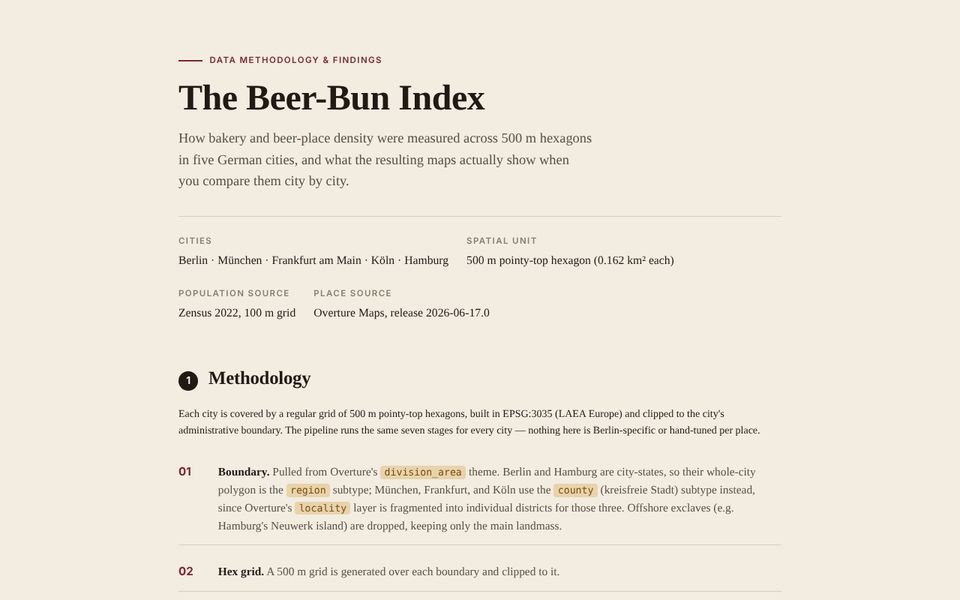 DATA METHODOLOGY & FINDINGS
The Beer-Bun Index
How bakery and beer-place density were measured across 500 m hexagons
in five German cities, and what the resulting maps actually show when
you compare them city by city.
CITIES
Berlin · München · Frankfurt am Main · Köln · Hamburg
SPATIAL UNIT
500 m pointy-top hexagon (0.162 km² each)
POPULATION SOURCE
Zensus 2022, 100 m grid
PLACE SOURCE
Overture Maps, release 2026-06-17.0
1 Methodology
Each city is covered by a regular grid of 500 m pointy-top hexagons, built in EPSG:3035 (LAEA Europe) and clipped to the city's
administrative boundary. The pipeline runs the same seven stages for every city — nothing here is Berlin-specific or hand-tuned per place.
01 Boundary. Pulled from Overture's division_area theme. Berlin and Hamburg are city-states, so their whole-city
polygon is the region subtype; München, Frankfurt, and Köln use the county (kreisfreie Stadt) subtype instead,
since Overture's locality layer is fragmented into individual districts for those three. Offshore exclaves (e.g.
Hamburg's Neuwerk island) are dropped, keeping only the main landmass.
02 Hex grid. A 500 m grid is generated over each boundary and clipped to it.